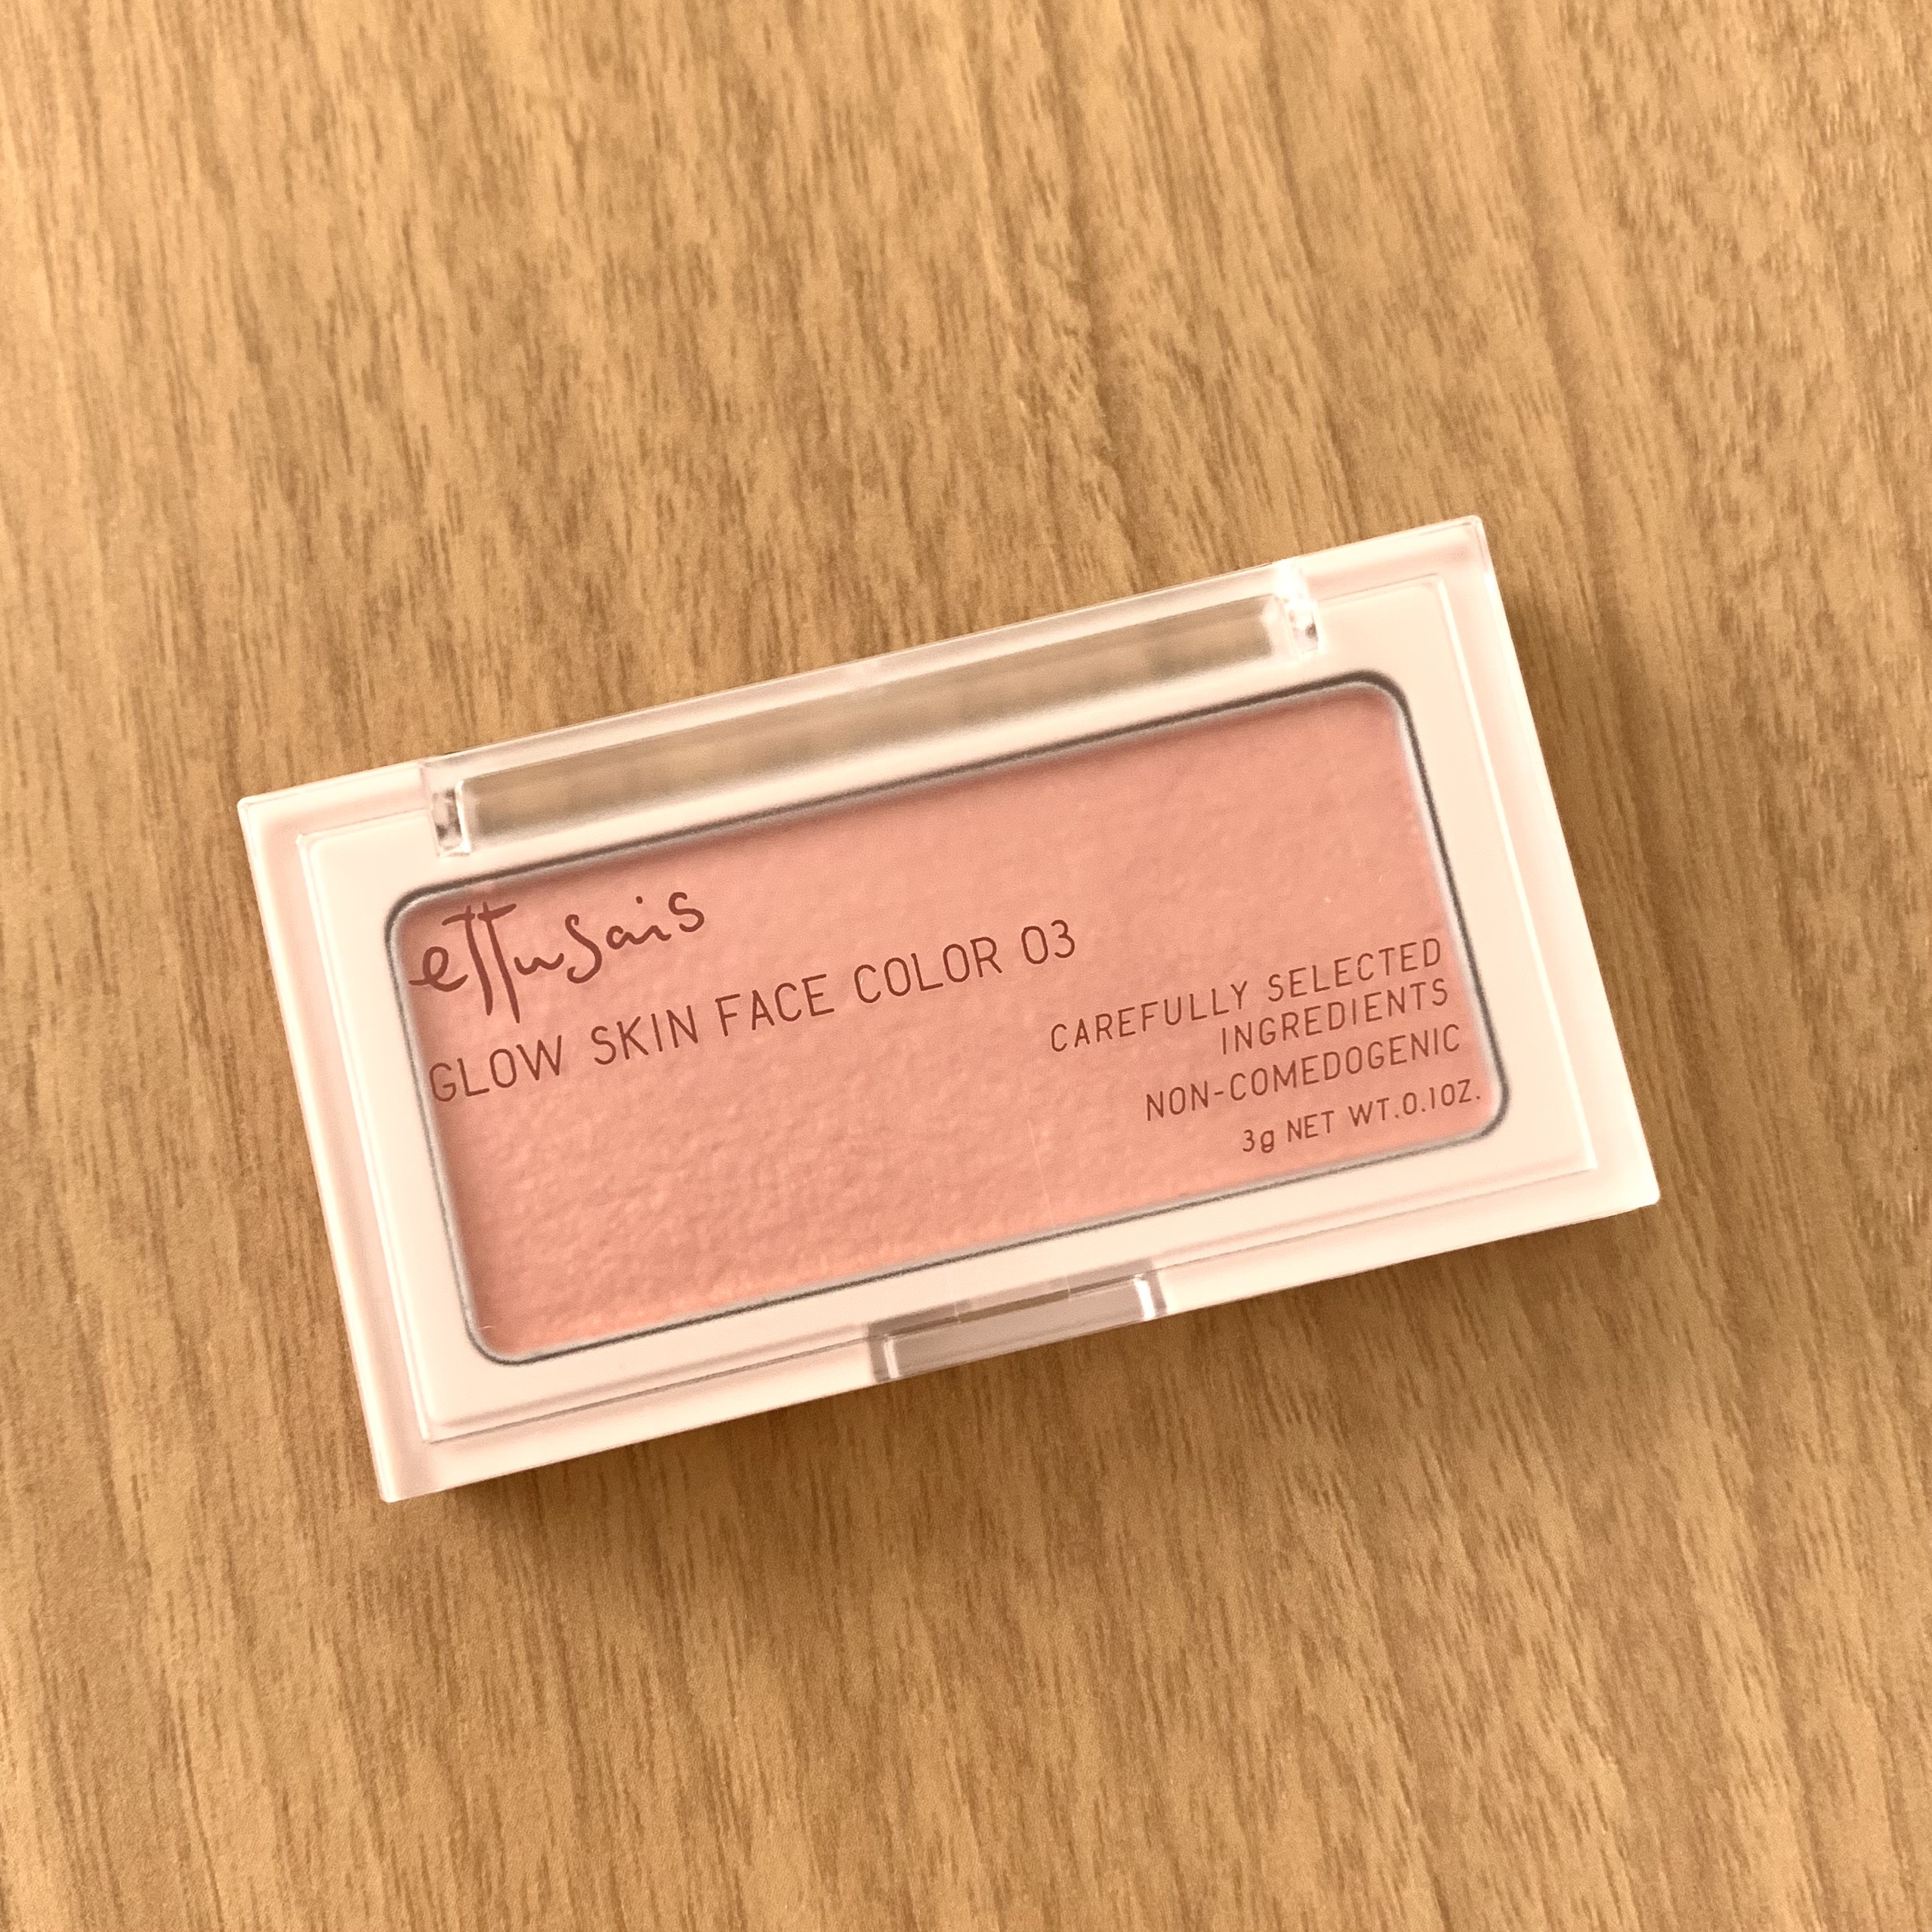 ettusais
GLOW SKIN FACE COLOR 03
CAREFULLY SELECTED
INGREDIENTS
NON-COMEDOGENIC
3g NET WT.0.1OZ.